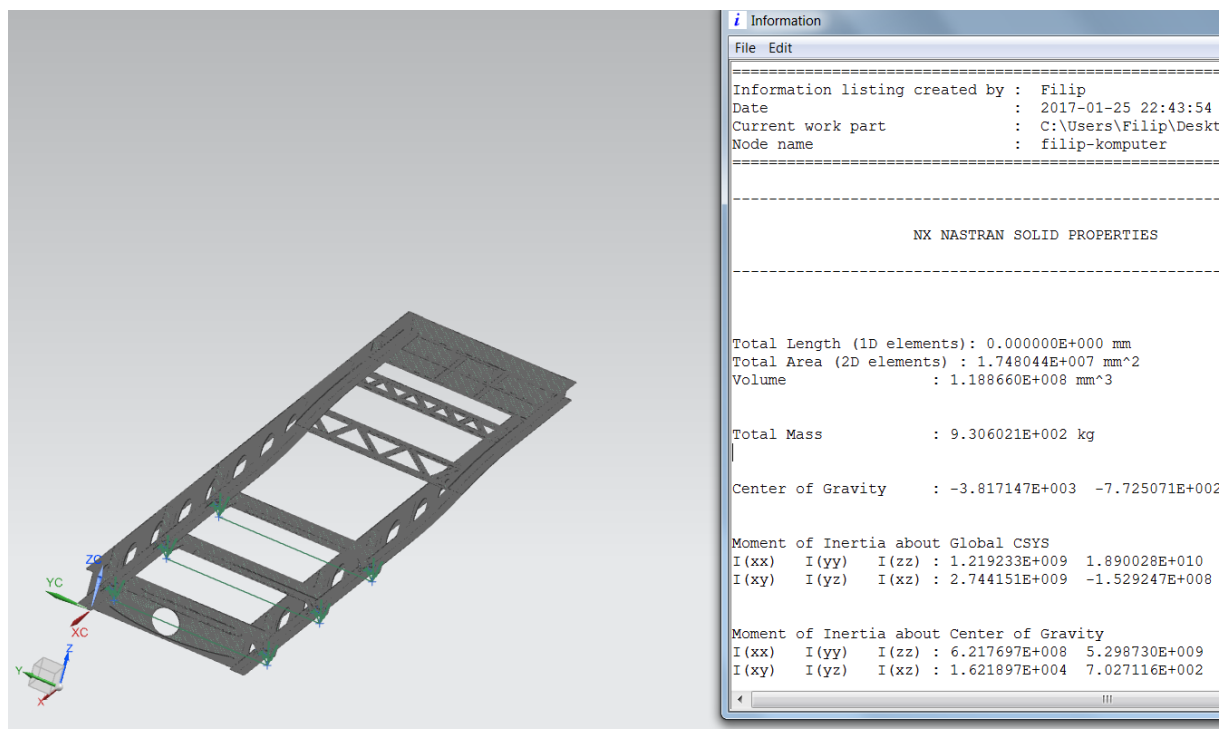 Information
File Edit
================================================================
Information listing created by : Filip
Date : 2017-01-25 22:43:54
Current work part : C:\Users\Filip\Deskt
Node name : filip-komputer
================================================================
----------------------------------------------------------------
NX NASTRAN SOLID PROPERTIES
----------------------------------------------------------------
Total Length (1D elements): 0.000000E+000 mm
Total Area (2D elements) : 1.748044E+007 mm^2
Volume : 1.188660E+008 mm^3
Total Mass : 9.306021E+002 kg
Center of Gravity : -3.817147E+003 -7.725071E+002
Moment of Inertia about Global CSYS
I(xx) I(yy) I(zz) : 1.219233E+009 1.890028E+010
I(xy) I(yz) I(xz) : 2.744151E+009 -1.529247E+008
Moment of Inertia about Center of Gravity
I(xx) I(yy) I(zz) : 6.217697E+008 5.298730E+009
I(xy) I(yz) I(xz) : 1.621897E+004 7.027116E+002
ZC
YC
XC
Z
Y
X